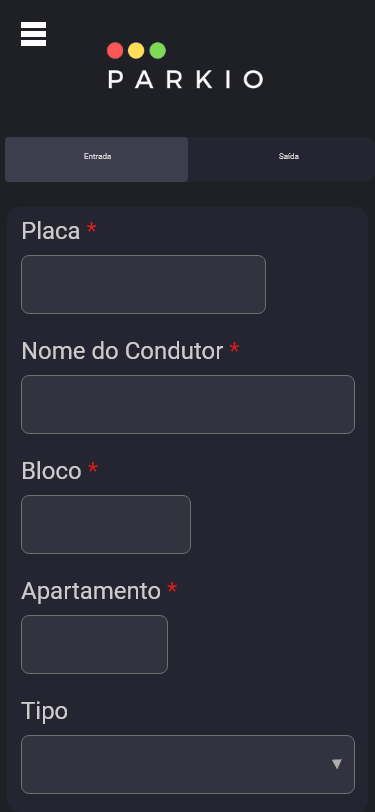 PARKIO
Entrada Saída
Placa *
Nome do Condutor *
Bloco *
Apartamento *
Tipo